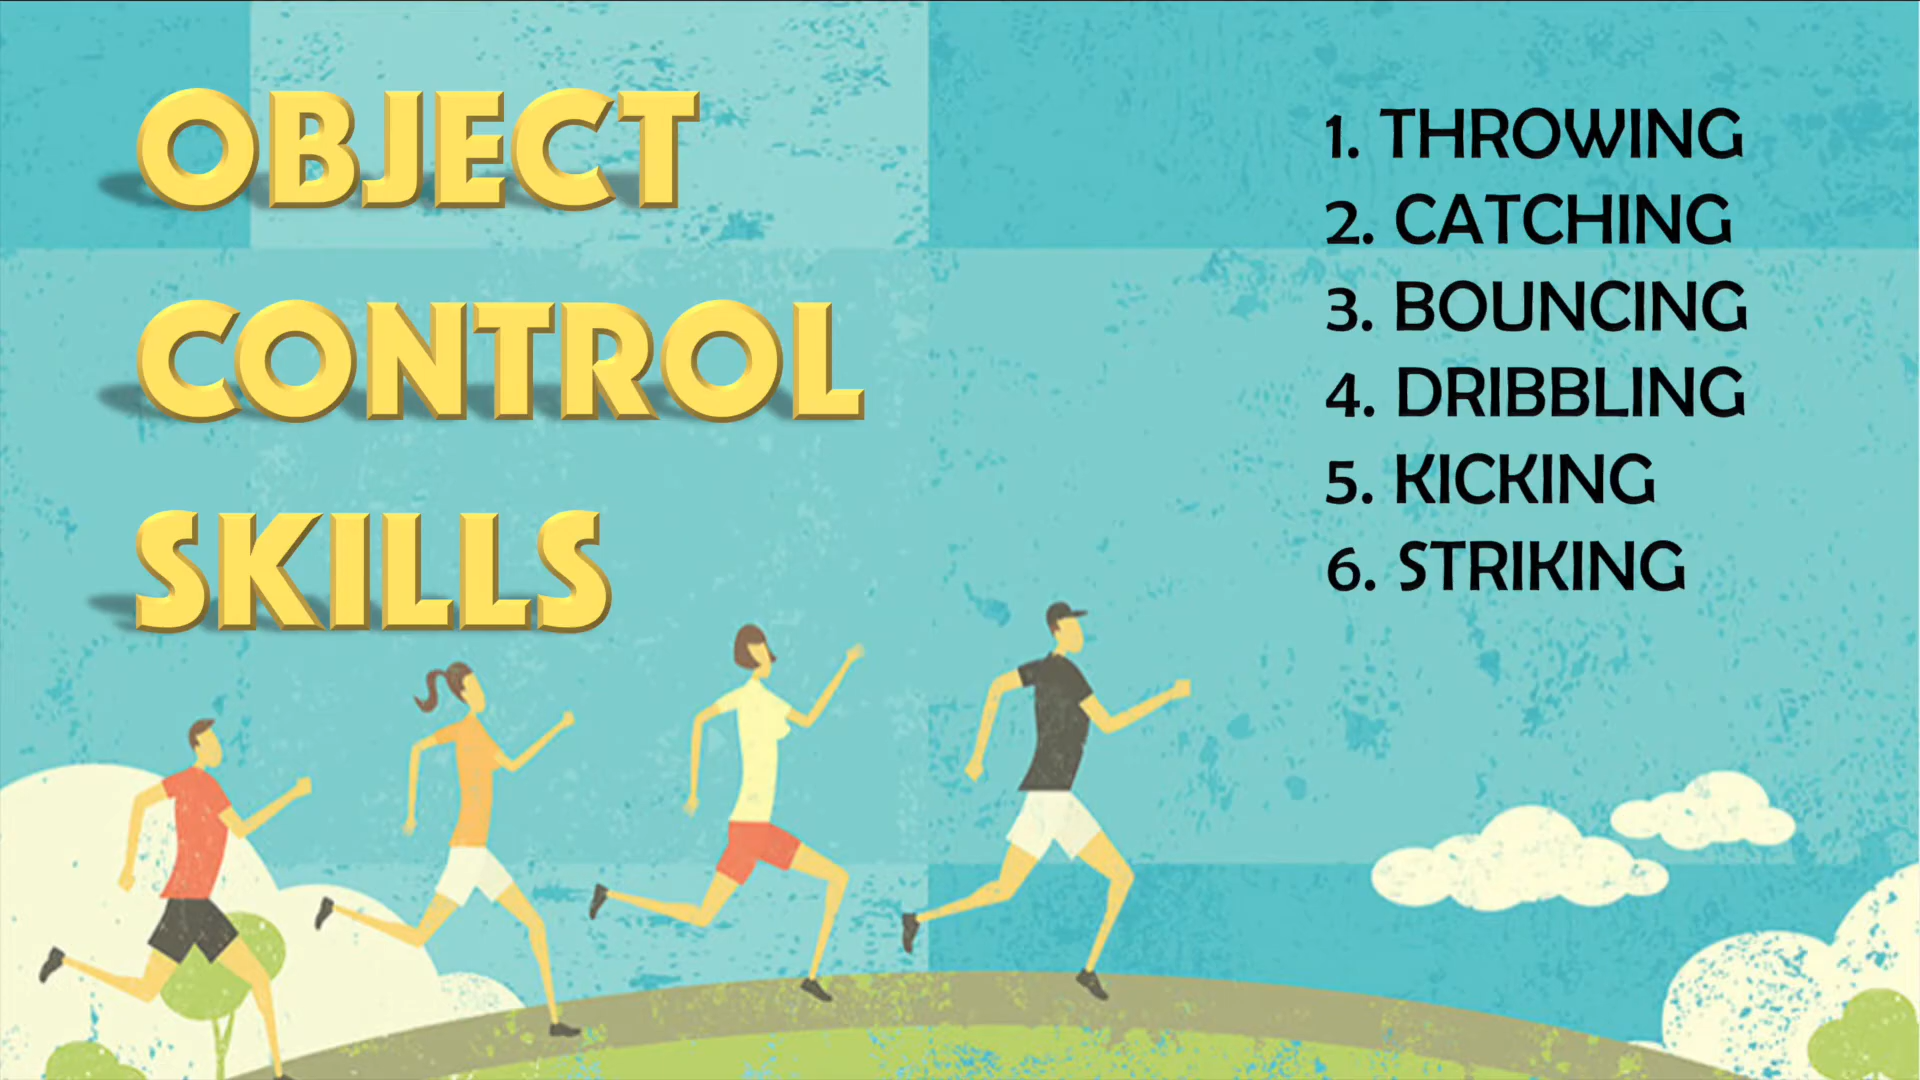 OBJECT
CONTROL
SKILLS
1. THROWING
2. CATCHING
3. BOUNCING
4. DRIBBLING
5. KICKING
6. STRIKING